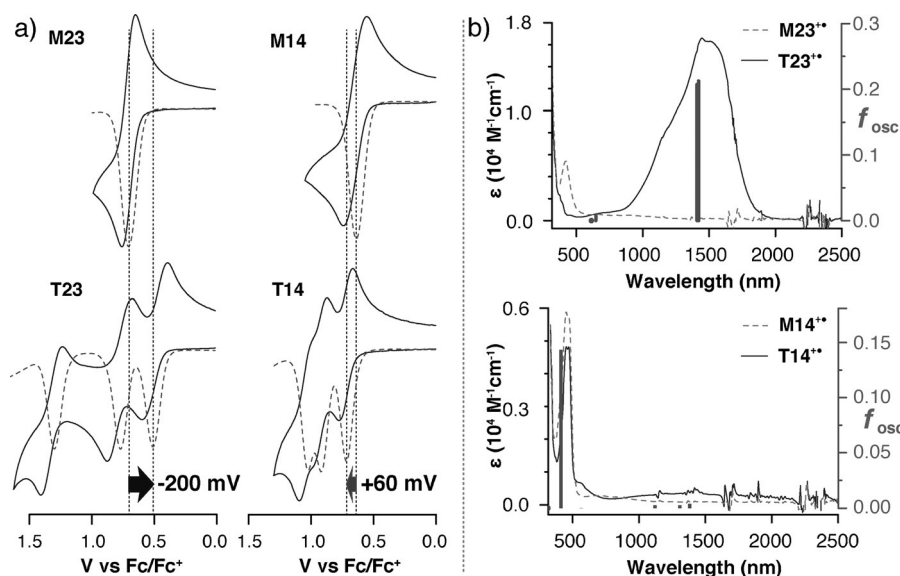 a)
M23
M14
T23
T14
-200 mV
+60 mV
1.5 1.0 0.5 0.0 1.5 1.0 0.5 0.0
V vs Fc/Fc⁺ V vs Fc/Fc⁺
b)
1.8
1.0
0.0
ε (10⁴ M⁻¹cm⁻¹)
M23⁺•
T23⁺•
0.3
0.2
0.1
0.0
f osc
500 1000 1500 2000 2500
Wavelength (nm)
0.6
0.3
0.0
ε (10⁴ M⁻¹cm⁻¹)
M14⁺•
T14⁺•
0.15
0.10
0.05
0.00
f osc
500 1000 1500 2000 2500
Wavelength (nm)